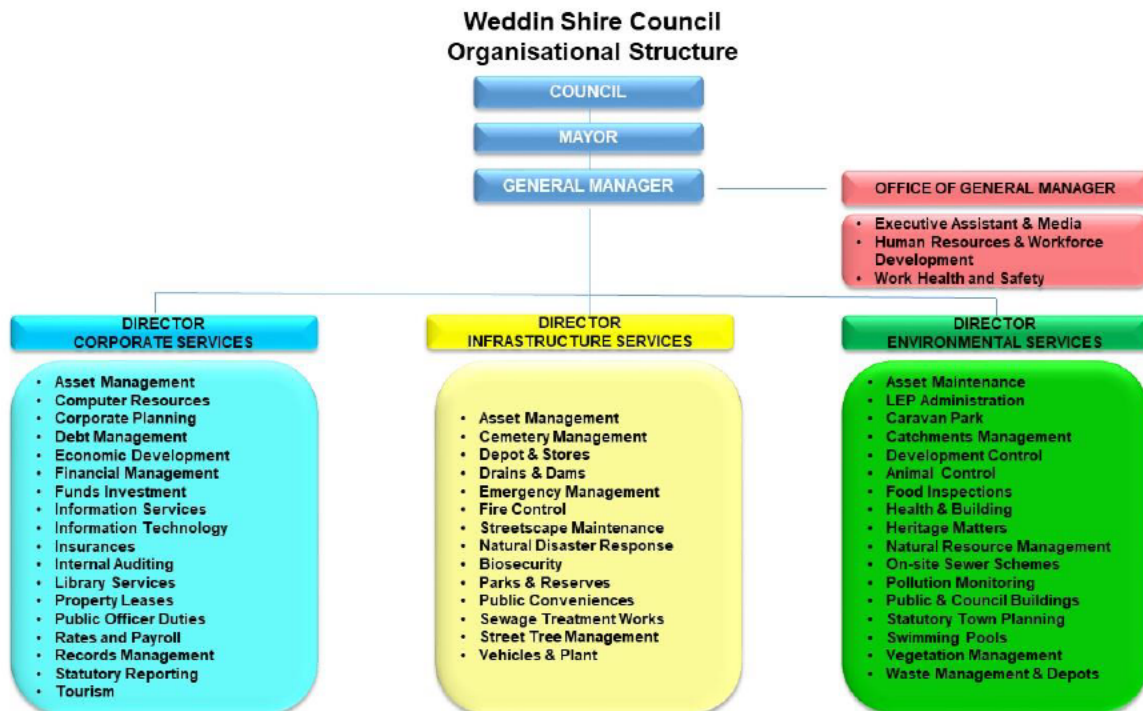 Weddin Shire Council
Organisational Structure
COUNCIL
MAYOR
GENERAL MANAGER
OFFICE OF GENERAL MANAGER
• Executive Assistant & Media
• Human Resources & Workforce
Development
• Work Health and Safety
DIRECTOR
CORPORATE SERVICES
• Asset Management
• Computer Resources
• Corporate Planning
• Debt Management
• Economic Development
• Financial Management
• Funds Investment
• Information Services
• Information Technology
• Insurances
• Internal Auditing
• Library Services
• Property Leases
• Public Officer Duties
• Rates and Payroll
• Records Management
• Statutory Reporting
• Tourism
DIRECTOR
INFRASTRUCTURE SERVICES
• Asset Management
• Cemetery Management
• Depot & Stores
• Drains & Dams
• Emergency Management
• Fire Control
• Streetscape Maintenance
• Natural Disaster Response
• Biosecurity
• Parks & Reserves
• Public Conveniences
• Sewage Treatment Works
• Street Tree Management
• Vehicles & Plant
DIRECTOR
ENVIRONMENTAL SERVICES
• Asset Maintenance
• LEP Administration
• Caravan Park
• Catchments Management
• Development Control
• Animal Control
• Food Inspections
• Health & Building
• Heritage Matters
• Natural Resource Management
• On-site Sewer Schemes
• Pollution Monitoring
• Public & Council Buildings
• Statutory Town Planning
• Swimming Pools
• Vegetation Management
• Waste Management & Depots